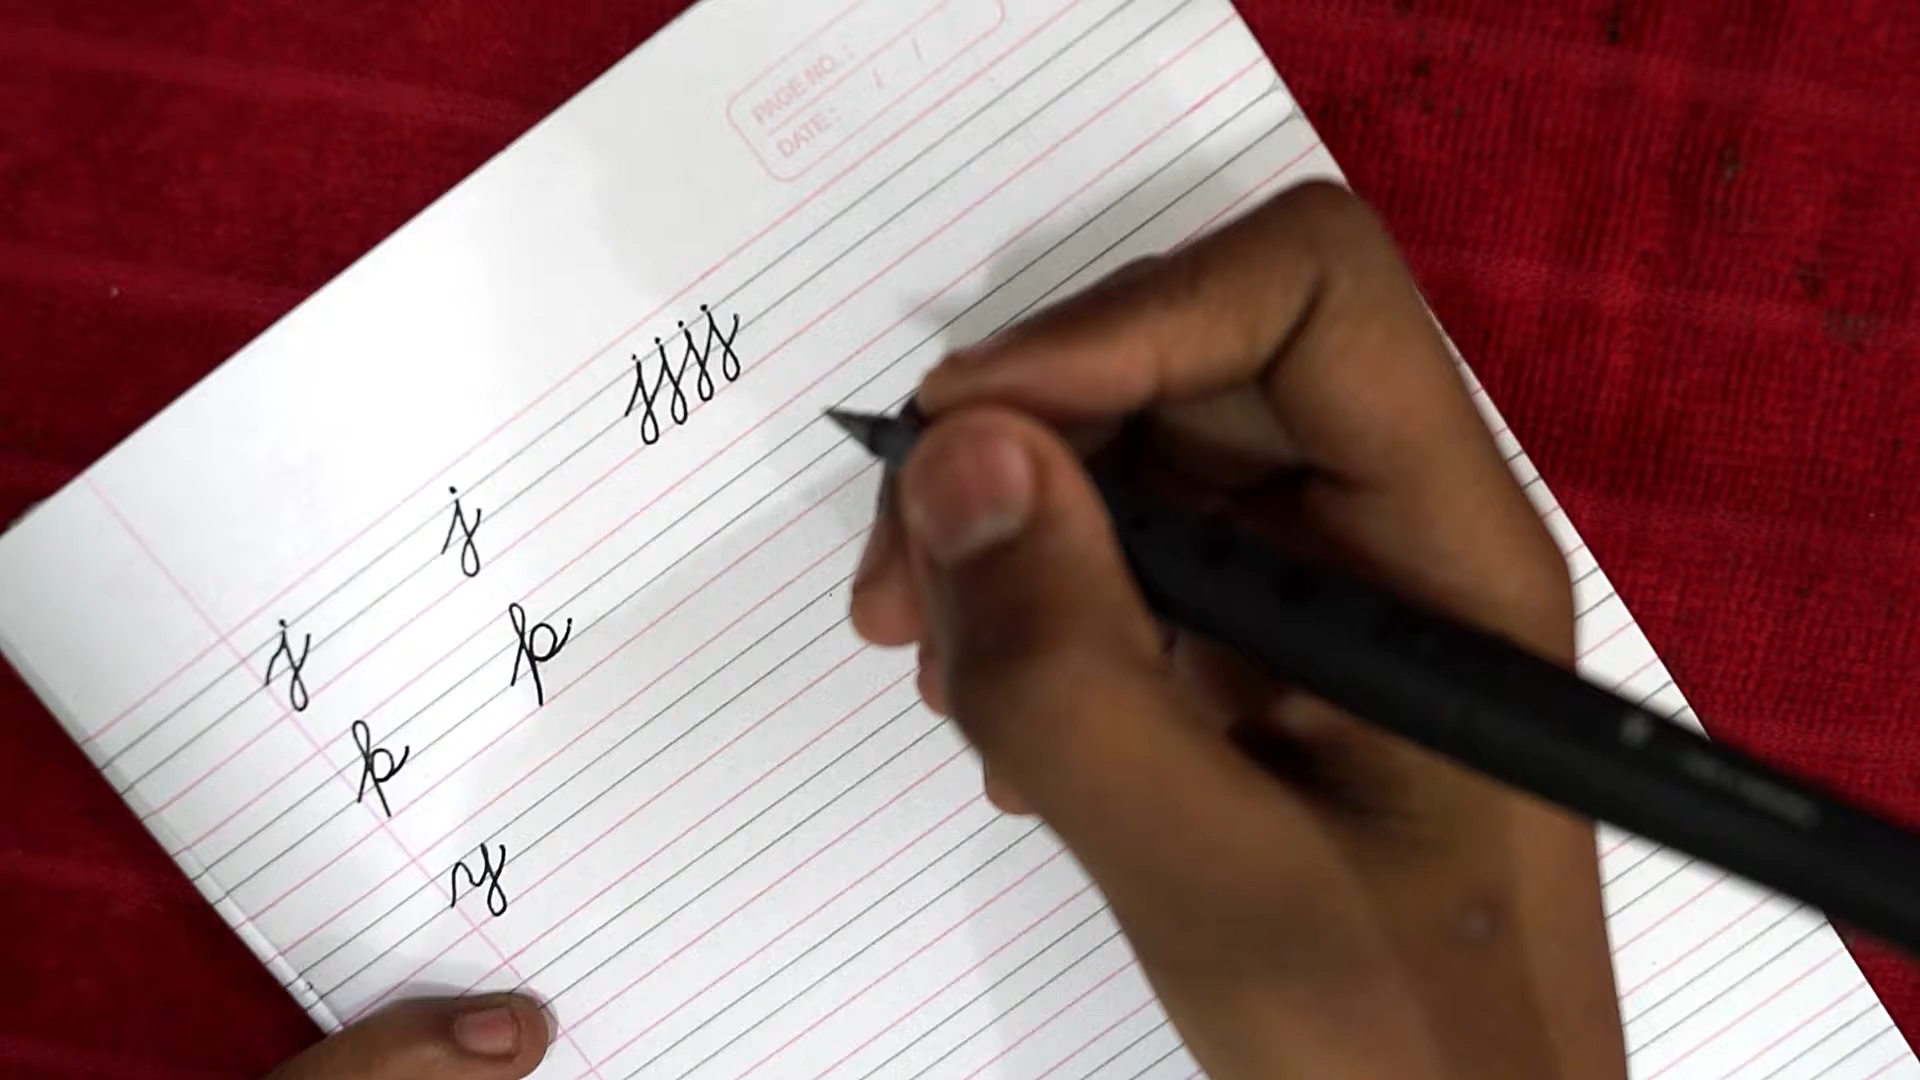 PAGE NO. :
DATE : / /
j j jjjj
p p
y